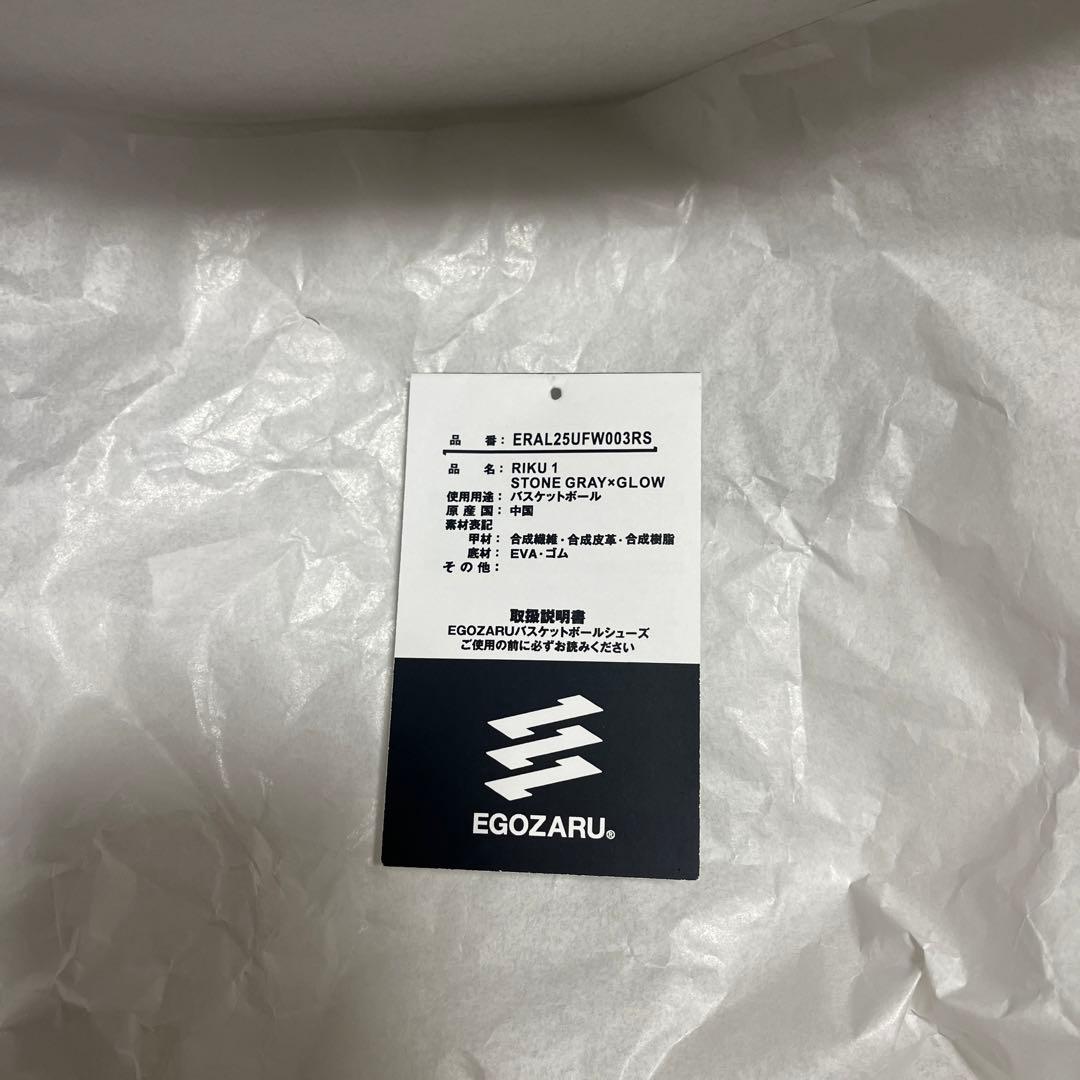 品 番：ERAL25UFW003RS
品 名：RIKU 1
STONE GRAY×GLOW
使用用途：バスケットボール
原産国：中国
素材表記
甲材：合成繊維・合成皮革・合成樹脂
底材：EVA・ゴム
その他：
取扱説明書
EGOZARUバスケットボールシューズ
ご使用の前に必ずお読みください
EGOZARU®